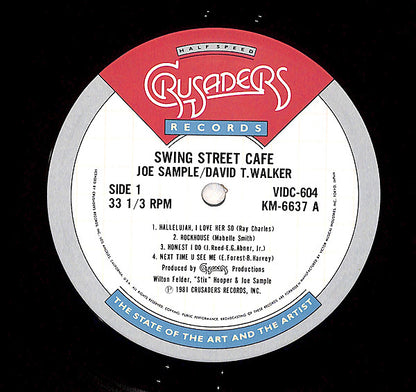 HALF SPEED
CRUSADERS
RECORDS
SWING STREET CAFE
JOE SAMPLE/DAVID T. WALKER
SIDE 1
33 1/3 RPM
VIDC-604
KM-6637 A
1. HALLELUJAH, I LOVE HER SO (Ray Charles)
2. ROCKHOUSE (Mabelle Smith)
3. HONEST I DO (J. Reed-E.G. Abner, Jr.)
4. NEXT TIME U SEE ME (E. Forest-B. Harvey)
Produced by Crusaders Productions
Wilton Felder, "Stix" Hooper & Joe Sample
Ⓟ 1981 CRUSADERS RECORDS, INC.
THE STATE OF THE ART AND THE ARTIST